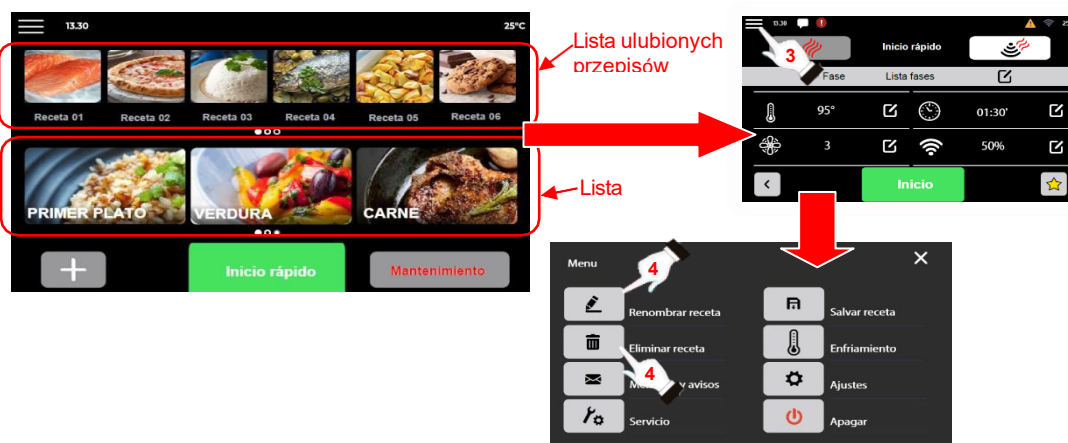 13.30
25°C
Receta 01
Receta 02
Receta 03
Receta 04
Receta 05
Receta 06
PRIMER PLATO
VERDURA
CARNE
Inicio rápido
Mantenimiento
Lista ulubionych
przepisów
Lista
13.30
Inicio rápido
3
Fase
Lista fases
95°
01:30'
3
50%
Inicio
Menu
4
Renombrar receta
Salvar receta
Eliminar receta
Enfriamiento
4
y avisos
Ajustes
Servicio
Apagar